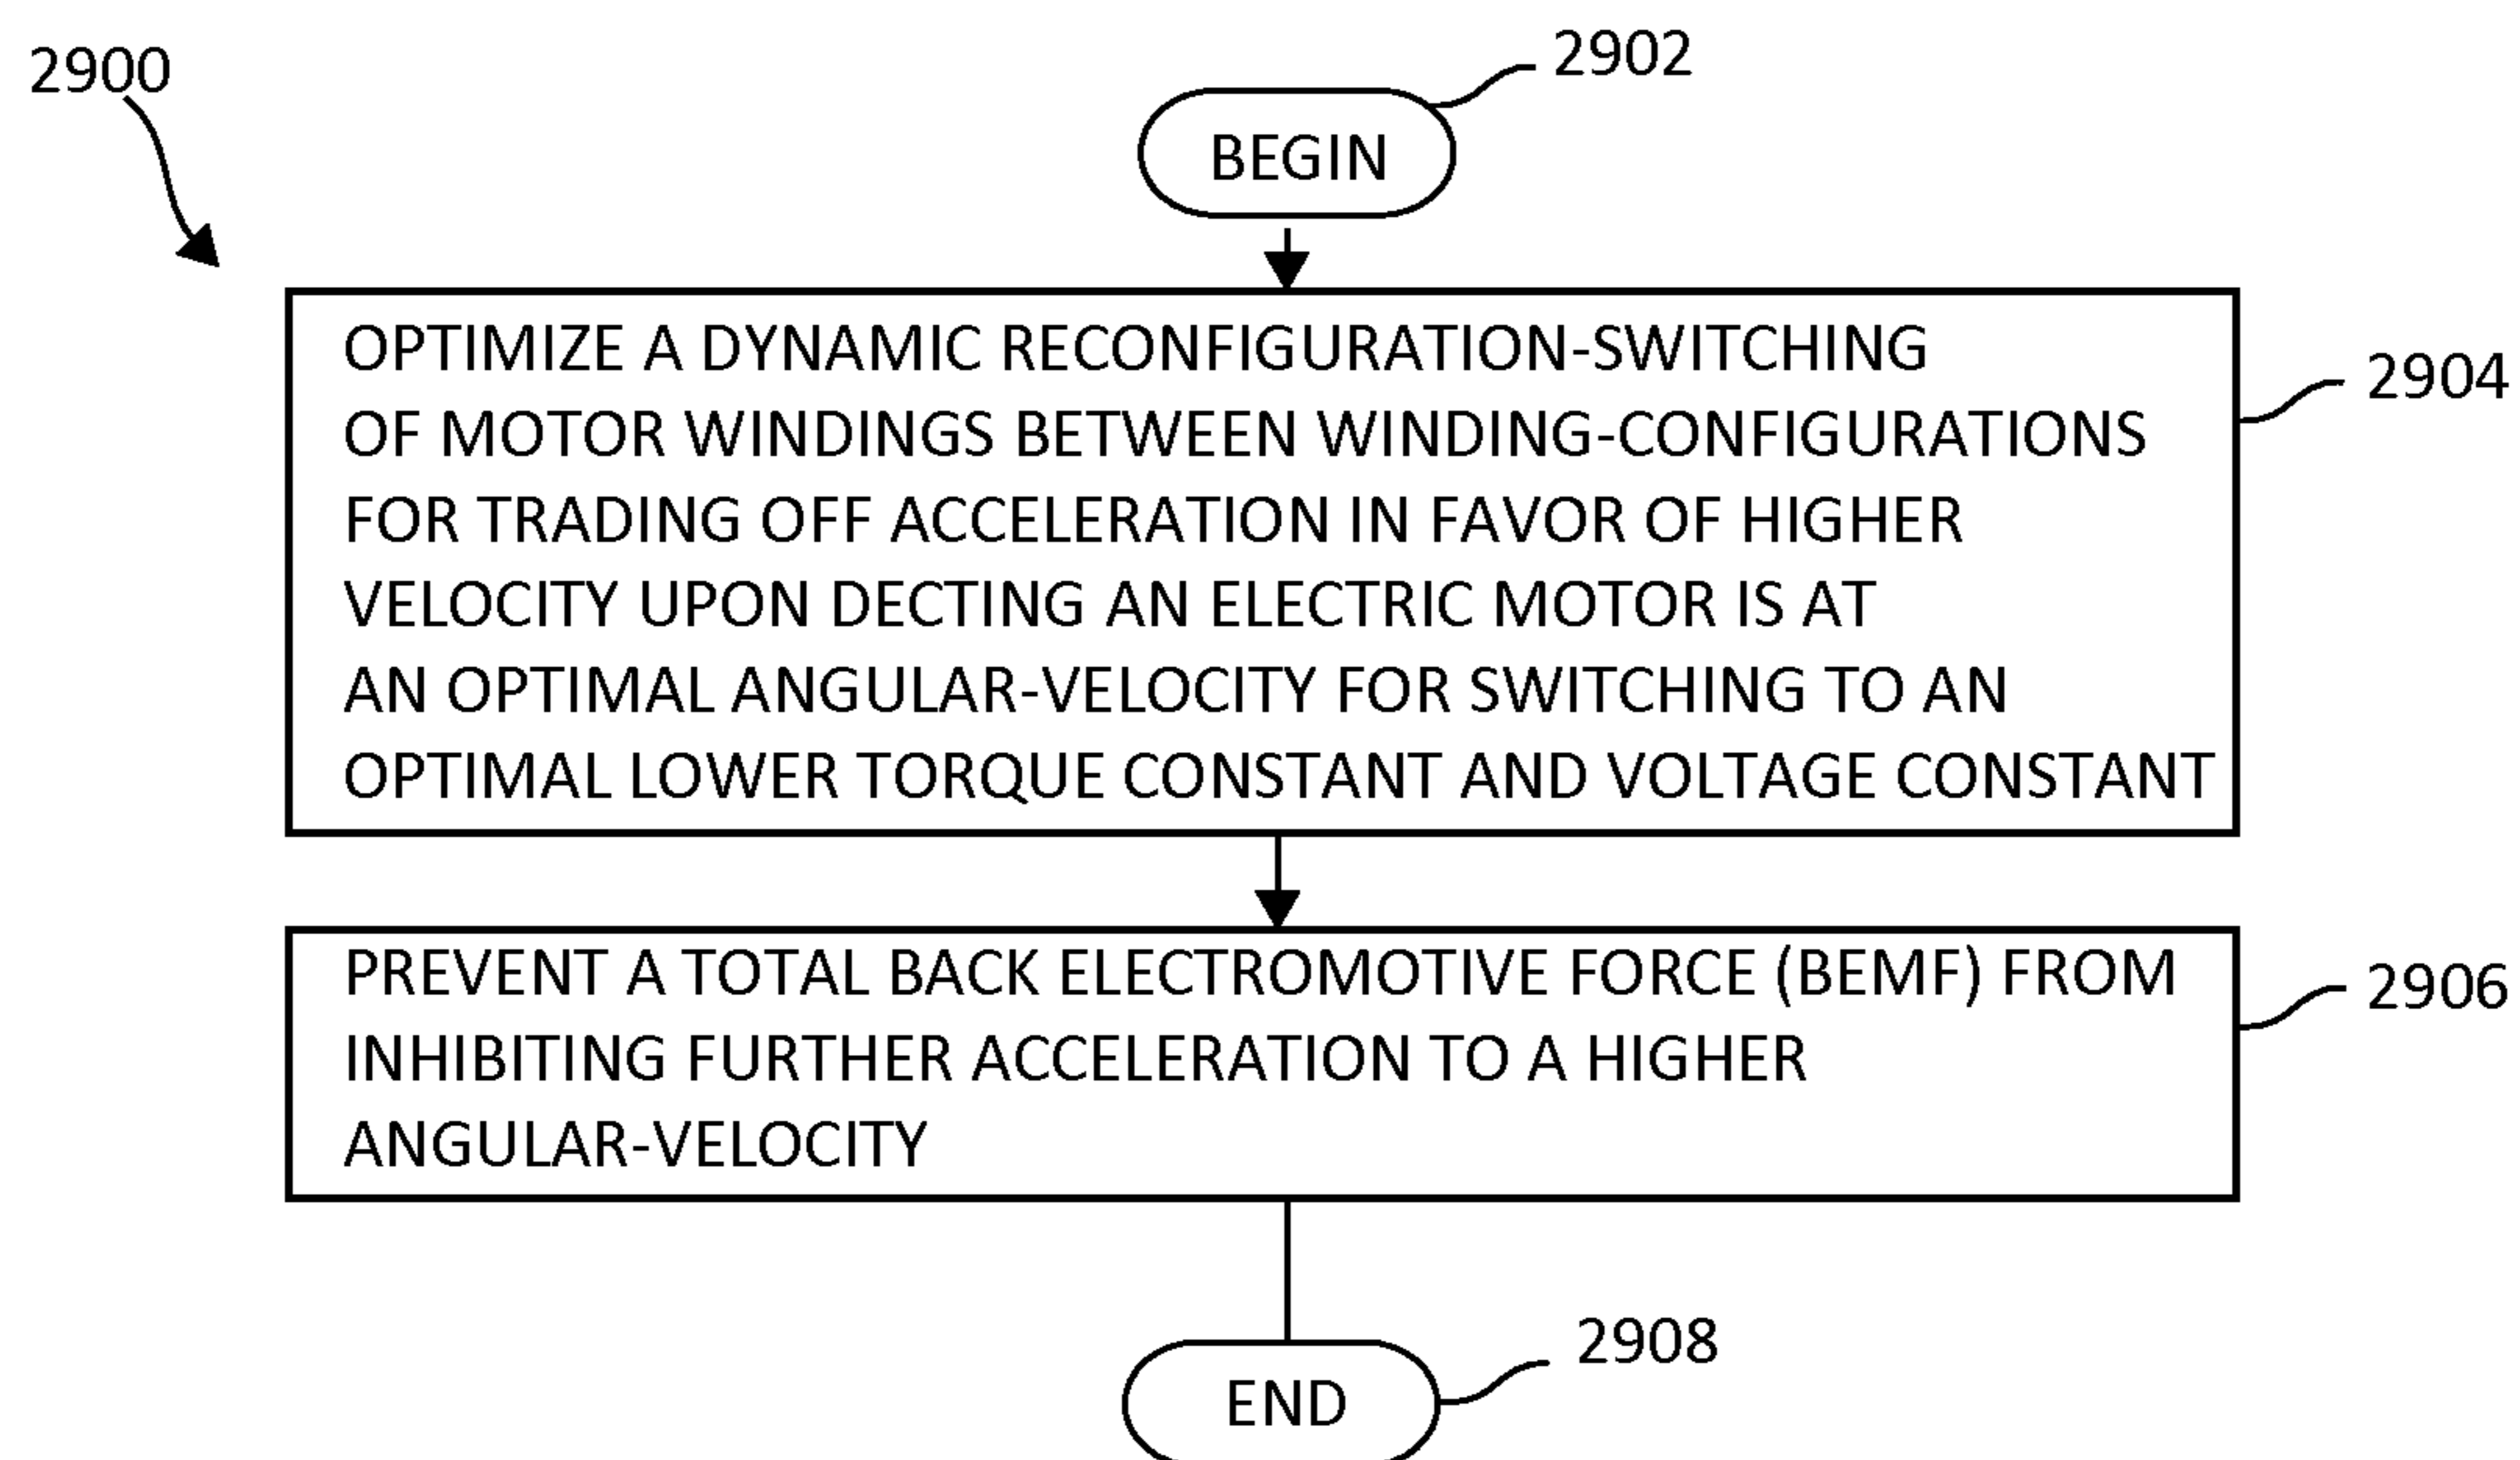 2900
2902
BEGIN
OPTIMIZE A DYNAMIC RECONFIGURATION-SWITCHING
OF MOTOR WINDINGS BETWEEN WINDING-CONFIGURATIONS
FOR TRADING OFF ACCELERATION IN FAVOR OF HIGHER
VELOCITY UPON DECTING AN ELECTRIC MOTOR IS AT
AN OPTIMAL ANGULAR-VELOCITY FOR SWITCHING TO AN
OPTIMAL LOWER TORQUE CONSTANT AND VOLTAGE CONSTANT
2904
PREVENT A TOTAL BACK ELECTROMOTIVE FORCE (BEMF) FROM
INHIBITING FURTHER ACCELERATION TO A HIGHER
ANGULAR-VELOCITY
2906
2908
END